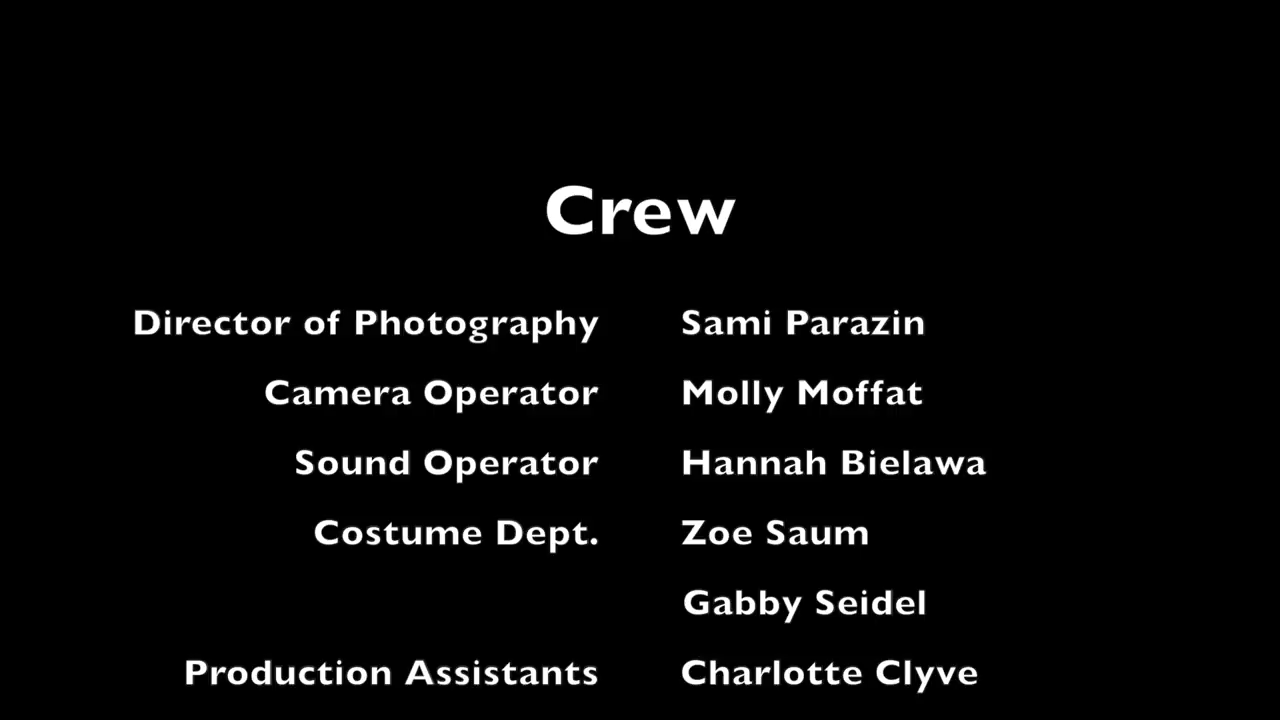 Crew
Director of Photography Sami Parazin
Camera Operator Molly Moffat
Sound Operator Hannah Bielawa
Costume Dept. Zoe Saum
Gabby Seidel
Production Assistants Charlotte Clyve